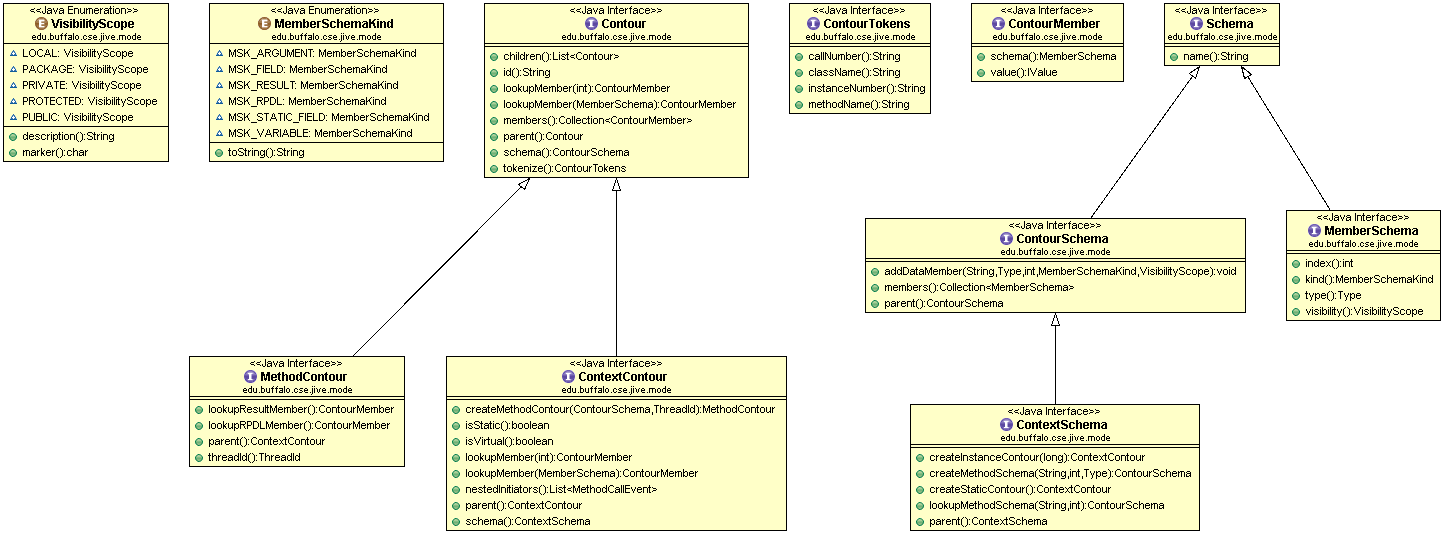 <<Java Enumeration>>
VisibilityScope
edu.buffalo.cse.jive.mode
LOCAL: VisibilityScope
PACKAGE: VisibilityScope
PRIVATE: VisibilityScope
PROTECTED: VisibilityScope
PUBLIC: VisibilityScope
description():String
marker():char
<<Java Enumeration>>
MemberSchemaKind
edu.buffalo.cse.jive.mode
MSK_ARGUMENT: MemberSchemaKind
MSK_FIELD: MemberSchemaKind
MSK_RESULT: MemberSchemaKind
MSK_RPDL: MemberSchemaKind
MSK_STATIC_FIELD: MemberSchemaKind
MSK_VARIABLE: MemberSchemaKind
toString():String
<<Java Interface>>
Contour
edu.buffalo.cse.jive.mode
children():List<Contour>
id():String
lookupMember(int):ContourMember
lookupMember(MemberSchema):ContourMember
members():Collection<ContourMember>
parent():Contour
schema():ContourSchema
tokenize():ContourTokens
<<Java Interface>>
ContourTokens
edu.buffalo.cse.jive.mode
callNumber():String
className():String
instanceNumber():String
methodName():String
<<Java Interface>>
ContourMember
edu.buffalo.cse.jive.mode
schema():MemberSchema
value():IValue
<<Java Interface>>
Schema
edu.buffalo.cse.jive.mode
name():String
<<Java Interface>>
ContourSchema
edu.buffalo.cse.jive.mode
addDataMember(String,Type,int,MemberSchemaKind,VisibilityScope):void
members():Collection<MemberSchema>
parent():ContourSchema
<<Java Interface>>
MemberSchema
edu.buffalo.cse.jive.mode
index():int
kind():MemberSchemaKind
type():Type
visibility():VisibilityScope
<<Java Interface>>
MethodContour
edu.buffalo.cse.jive.mode
lookupResultMember():ContourMember
lookupRPDLMember():ContourMember
parent():ContextContour
threadId():ThreadId
<<Java Interface>>
ContextContour
edu.buffalo.cse.jive.mode
createMethodContour(ContourSchema,ThreadId):MethodContour
isStatic():boolean
isVirtual():boolean
lookupMember(int):ContourMember
lookupMember(MemberSchema):ContourMember
nestedInitiators():List<MethodCallEvent>
parent():ContextContour
schema():ContextSchema
<<Java Interface>>
ContextSchema
edu.buffalo.cse.jive.mode
createInstanceContour(long):ContextContour
createMethodSchema(String,int,Type):ContourSchema
createStaticContour():ContextContour
lookupMethodSchema(String,int):ContourSchema
parent():ContextSchema